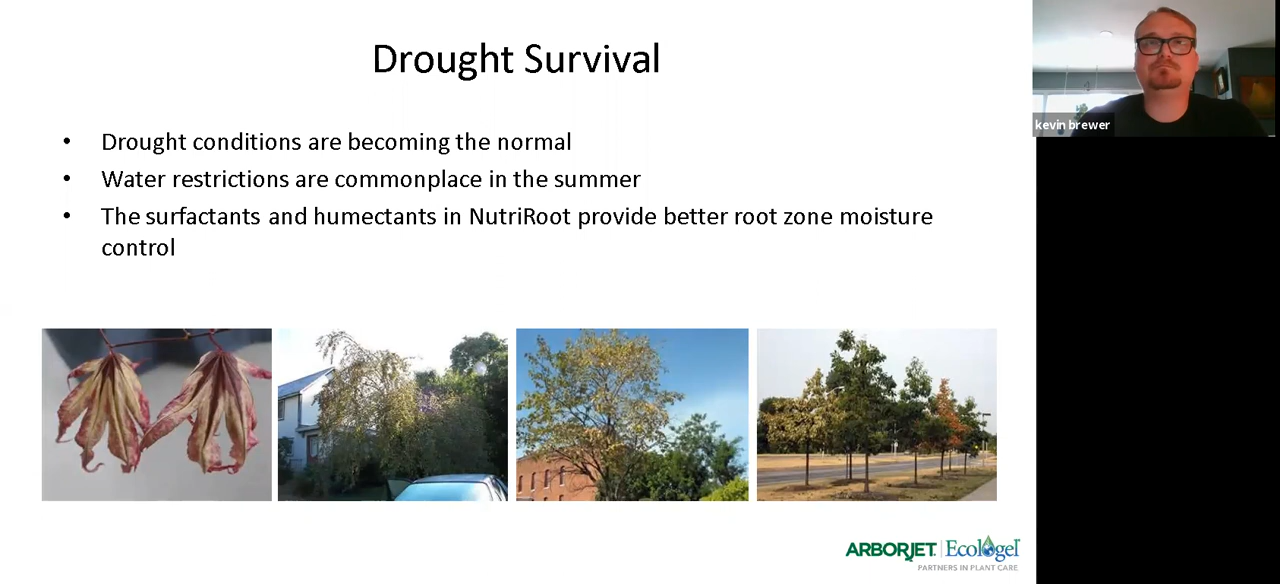 Drought Survival
• Drought conditions are becoming the normal
• Water restrictions are commonplace in the summer
• The surfactants and humectants in NutriRoot provide better root zone moisture
control
kevin brewer
ARBORJET | Ecologel
PARTNERS IN PLANT CARE